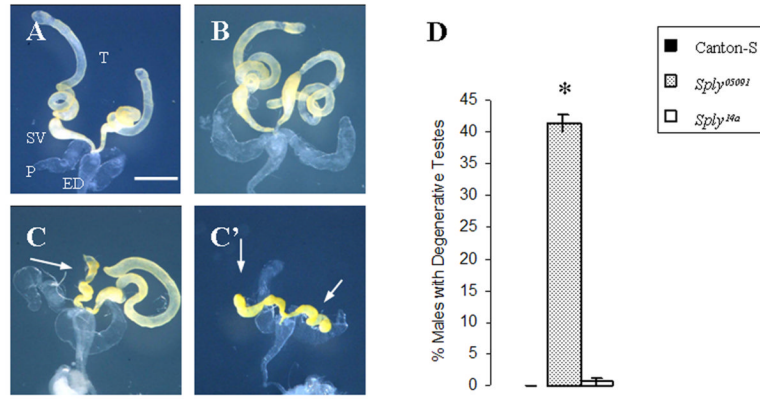 A
T
SV
P
ED
B
C
C'
D
Canton-S
Sply05091
Sply14a
*
% Males with Degenerative Testes
45
40
35
30
25
20
15
10
5
0